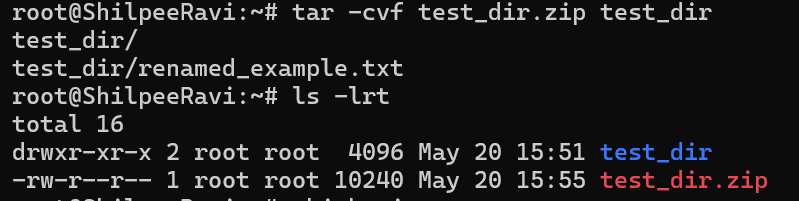 root@ShilpeeRavi:~# tar -cvf test_dir.zip test_dir
test_dir/
test_dir/renamed_example.txt
root@ShilpeeRavi:~# ls -lrt
total 16
drwxr-xr-x 2 root root  4096 May 20 15:51 test_dir
-rw-r--r-- 1 root root 10240 May 20 15:55 test_dir.zip